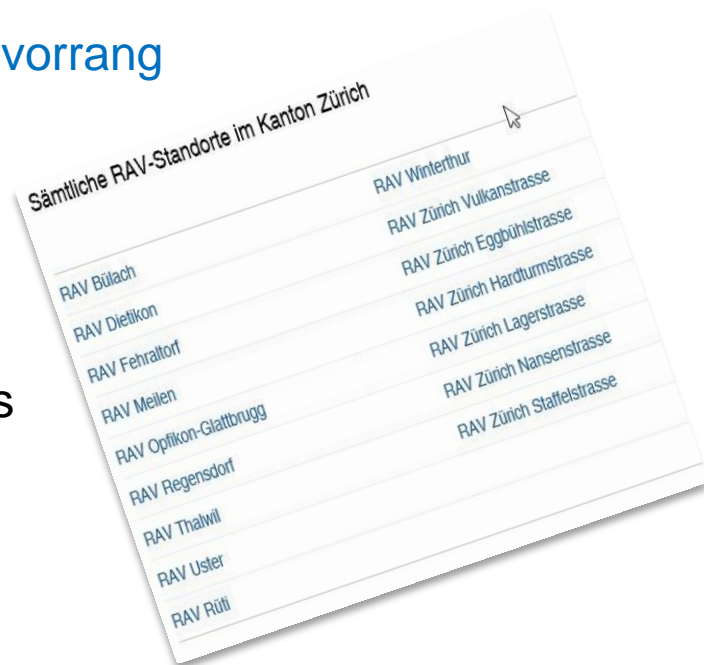 vorrang
Sämtliche RAV-Standorte im Kanton Zürich
RAV Bülach
RAV Dietikon
RAV Fehraltorf
RAV Meilen
RAV Opfikon-Glattbrugg
RAV Regensdorf
RAV Thalwil
RAV Uster
RAV Rüti
RAV Winterthur
RAV Zürich Vulkanstrasse
RAV Zürich Eggbühlstrasse
RAV Zürich Hardturmstrasse
RAV Zürich Lagerstrasse
RAV Zürich Nansenstrasse
RAV Zürich Staffelstrasse
s